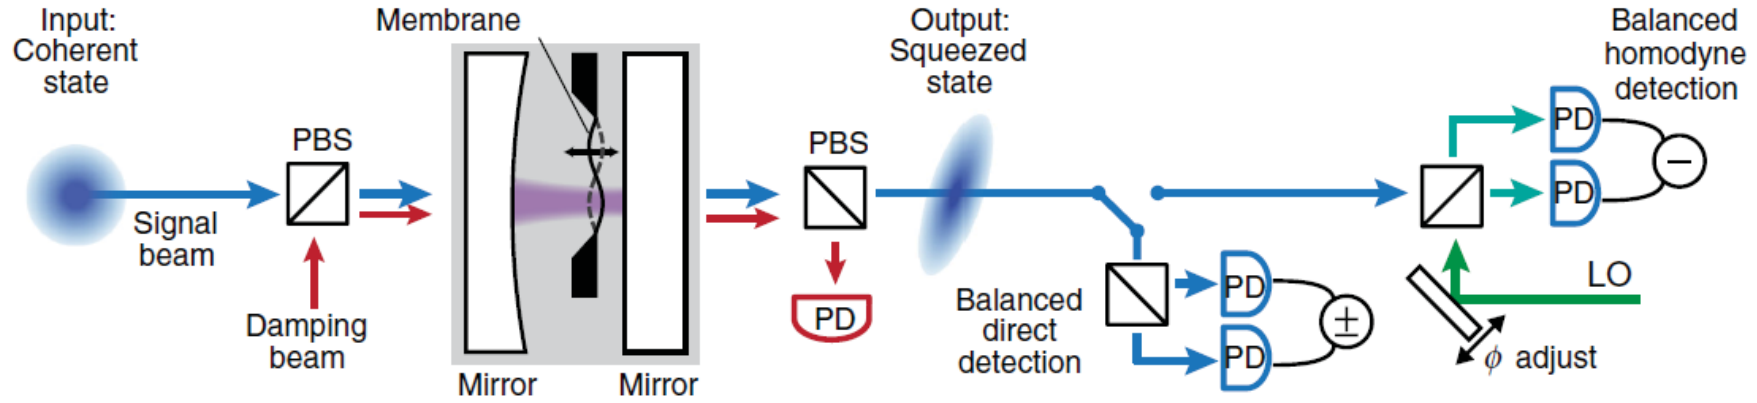 Input:
Coherent
state
Membrane
Output:
Squeezed
state
Balanced
homodyne
detection
PBS
PBS
PD
PD
−
Signal
beam
Damping
beam
Mirror
Mirror
PD
Balanced
direct
detection
PD
PD
±
LO
ϕ adjust